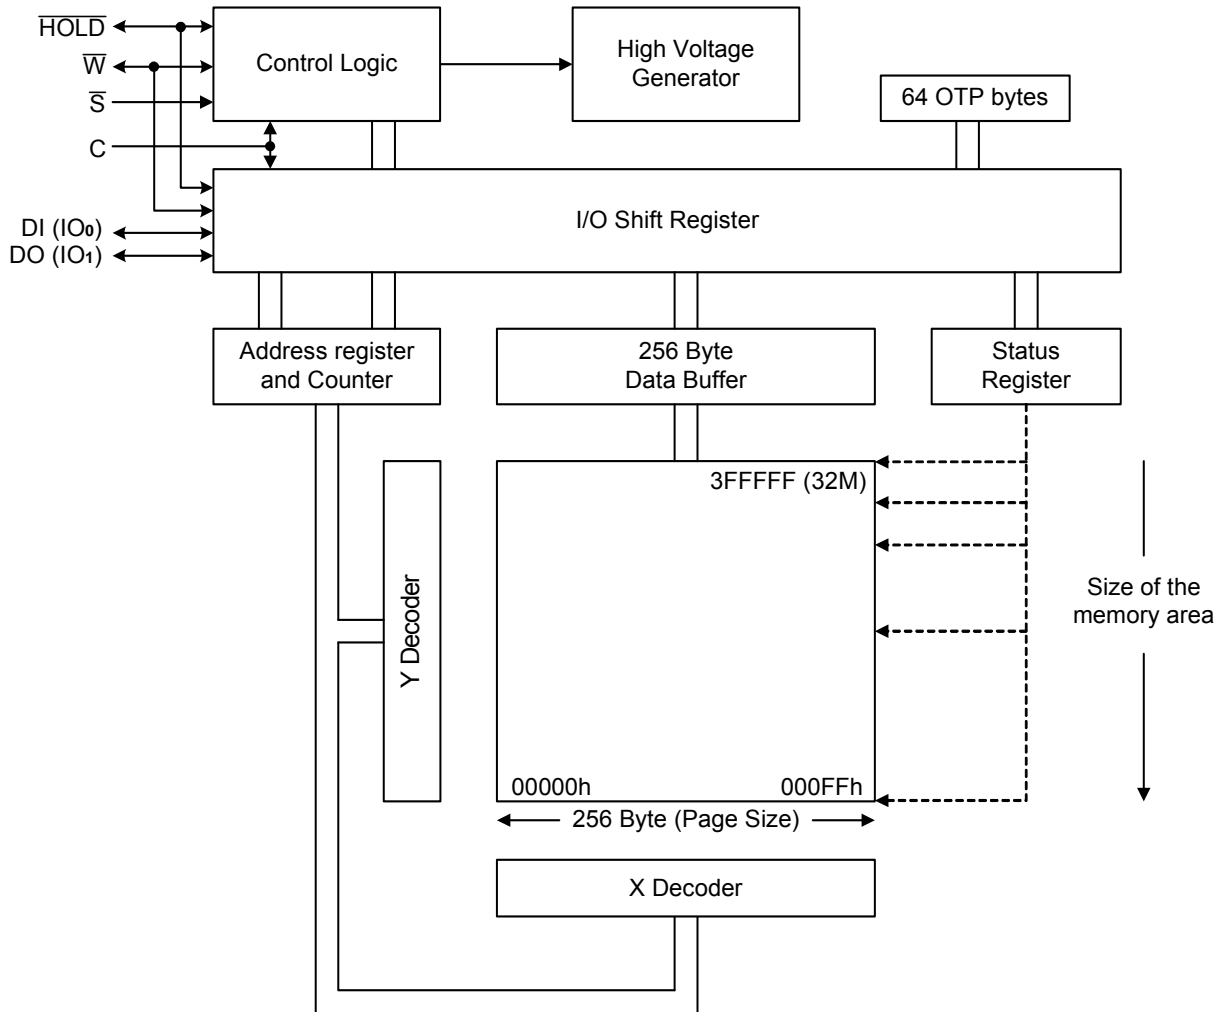 H̅O̅L̅D̅
W̅
S̅
C
DI (IO₀)
DO (IO₁)
Control Logic
High Voltage
Generator
64 OTP bytes
I/O Shift Register
Address register
and Counter
256 Byte
Data Buffer
Status
Register
Y Decoder
3FFFFF (32M)
00000h
000FFh
256 Byte (Page Size)
Size of the
memory area
X Decoder